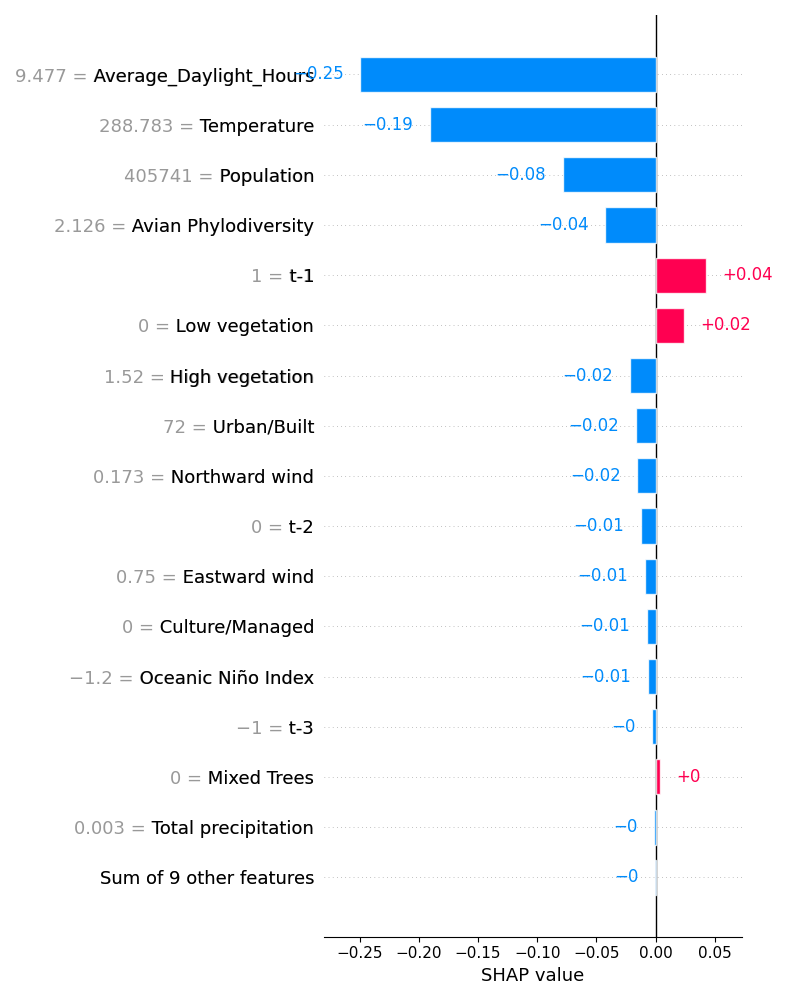 9.477 = Average_Daylight_Hours −0.25
288.783 = Temperature −0.19
405741 = Population −0.08
2.126 = Avian Phylodiversity −0.04
1 = t-1 +0.04
0 = Low vegetation +0.02
1.52 = High vegetation −0.02
72 = Urban/Built −0.02
0.173 = Northward wind −0.02
0 = t-2 −0.01
0.75 = Eastward wind −0.01
0 = Culture/Managed −0.01
−1.2 = Oceanic Niño Index −0.01
−1 = t-3 −0
0 = Mixed Trees +0
0.003 = Total precipitation −0
Sum of 9 other features −0
−0.25 −0.20 −0.15 −0.10 −0.05 0.00 0.05
SHAP value